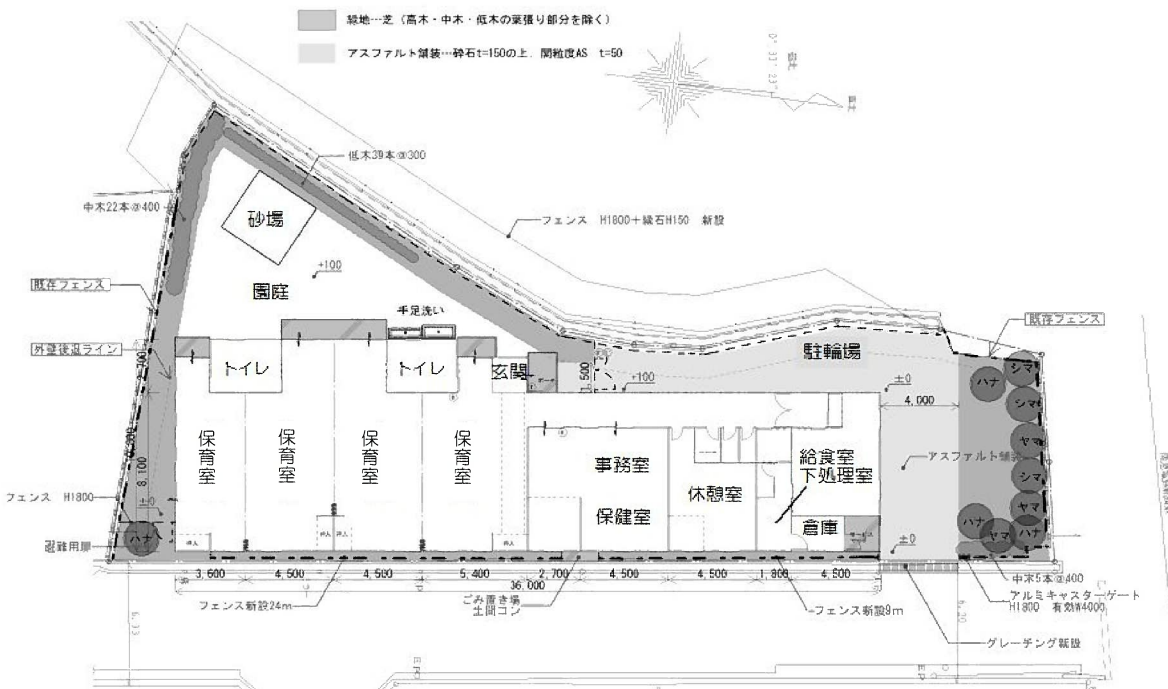 緑地…芝（高木・中木・低木の葉張り部分を除く）
アスファルト舗装…砕石t=150の上．開粒度AS t=50
0°33'23"
真北
磁北
低木39本@300
中木22本@400
砂場
フェンス H1800＋縁石H150 新設
+100
園庭
既存フェンス
手足洗い
既存フェンス
外壁後退ライン
トイレ
トイレ
玄関
駐輪場
+100
±0
4,000
ハナ
シマ
シマ
ヤマ
シマ
ヤマ
ハナ
ヤマ
保育室
保育室
保育室
保育室
事務室
保健室
休憩室
給食室
下処理室
倉庫
アスファルト舗装
8,100
フェンス H1800
±0
避難用扉
ハナ
±0
3,600
4,500
4,500
5,400
2,700
4,500
4,500
1,800
4,500
36,000
フェンス新設24m
ごみ置き場
土間コン
フェンス新設9m
中木5本@400
アルミキャスターゲート
H1800 有効W4000
グレーチング新設
6.33
6.20